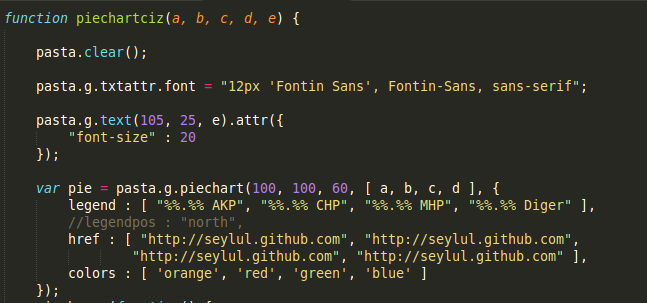 function piechartciz(a, b, c, d, e) {
pasta.clear();
pasta.g.txtattr.font = "12px 'Fontin Sans', Fontin-Sans, sans-serif";
pasta.g.text(105, 25, e).attr({
"font-size" : 20
});
var pie = pasta.g.piechart(100, 100, 60, [ a, b, c, d ], {
legend : [ "%%.%% AKP", "%%.%% CHP", "%%.%% MHP", "%%.%% Diger" ],
//legendpos : "north",
href : [ "http://seylul.github.com", "http://seylul.github.com",
"http://seylul.github.com", "http://seylul.github.com" ],
colors : [ 'orange', 'red', 'green', 'blue' ]
});